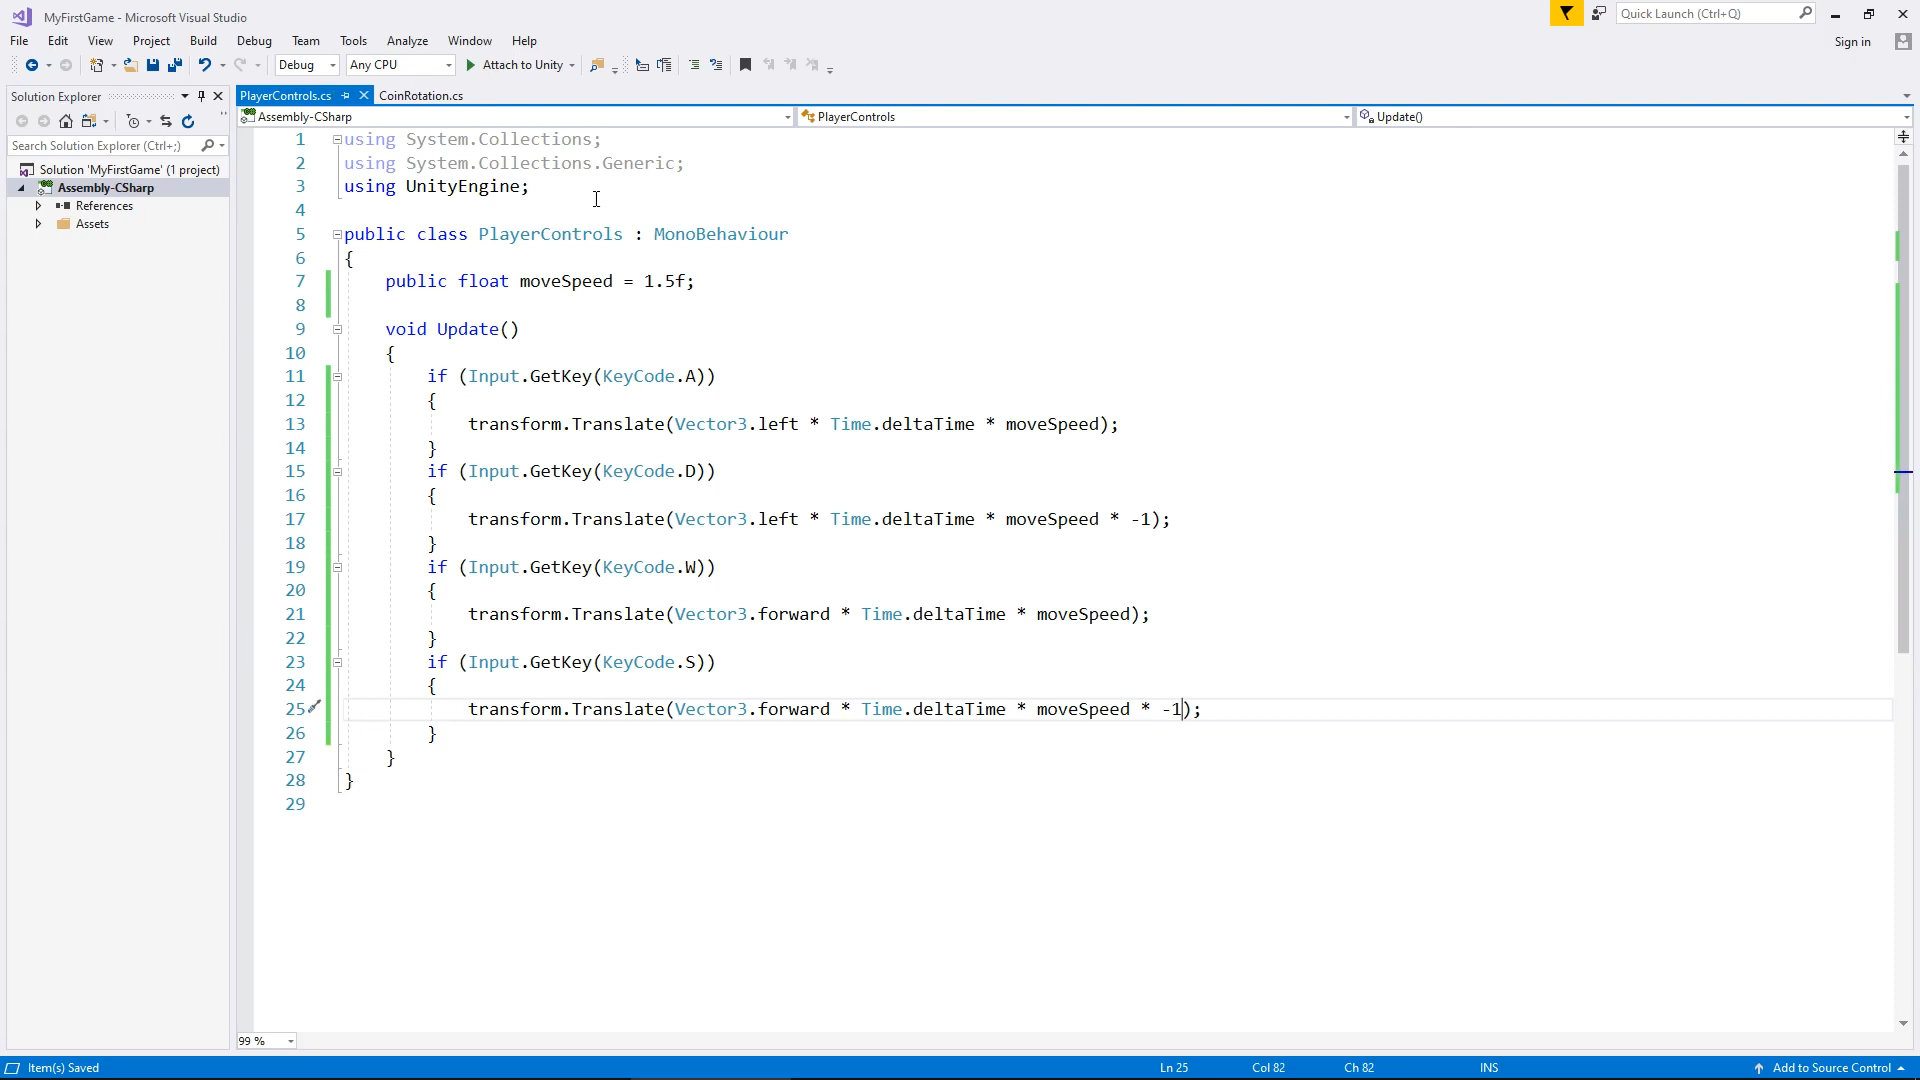 MyFirstGame - Microsoft Visual Studio
Quick Launch (Ctrl+Q)
File Edit View Project Build Debug Team Tools Analyze Window Help
Sign in
Debug Any CPU Attach to Unity
Solution Explorer
PlayerControls.cs CoinRotation.cs
Assembly-CSharp PlayerControls Update()
Search Solution Explorer (Ctrl+;)
Solution 'MyFirstGame' (1 project)
Assembly-CSharp
References
Assets
1 using System.Collections;
2 using System.Collections.Generic;
3 using UnityEngine;
4
5 public class PlayerControls : MonoBehaviour
6 {
7 public float moveSpeed = 1.5f;
8
9 void Update()
10 {
11 if (Input.GetKey(KeyCode.A))
12 {
13 transform.Translate(Vector3.left * Time.deltaTime * moveSpeed);
14 }
15 if (Input.GetKey(KeyCode.D))
16 {
17 transform.Translate(Vector3.left * Time.deltaTime * moveSpeed * -1);
18 }
19 if (Input.GetKey(KeyCode.W))
20 {
21 transform.Translate(Vector3.forward * Time.deltaTime * moveSpeed);
22 }
23 if (Input.GetKey(KeyCode.S))
24 {
25 transform.Translate(Vector3.forward * Time.deltaTime * moveSpeed * -1);
26 }
27 }
28 }
29
99 %
Item(s) Saved Ln 25 Col 82 Ch 82 INS Add to Source Control